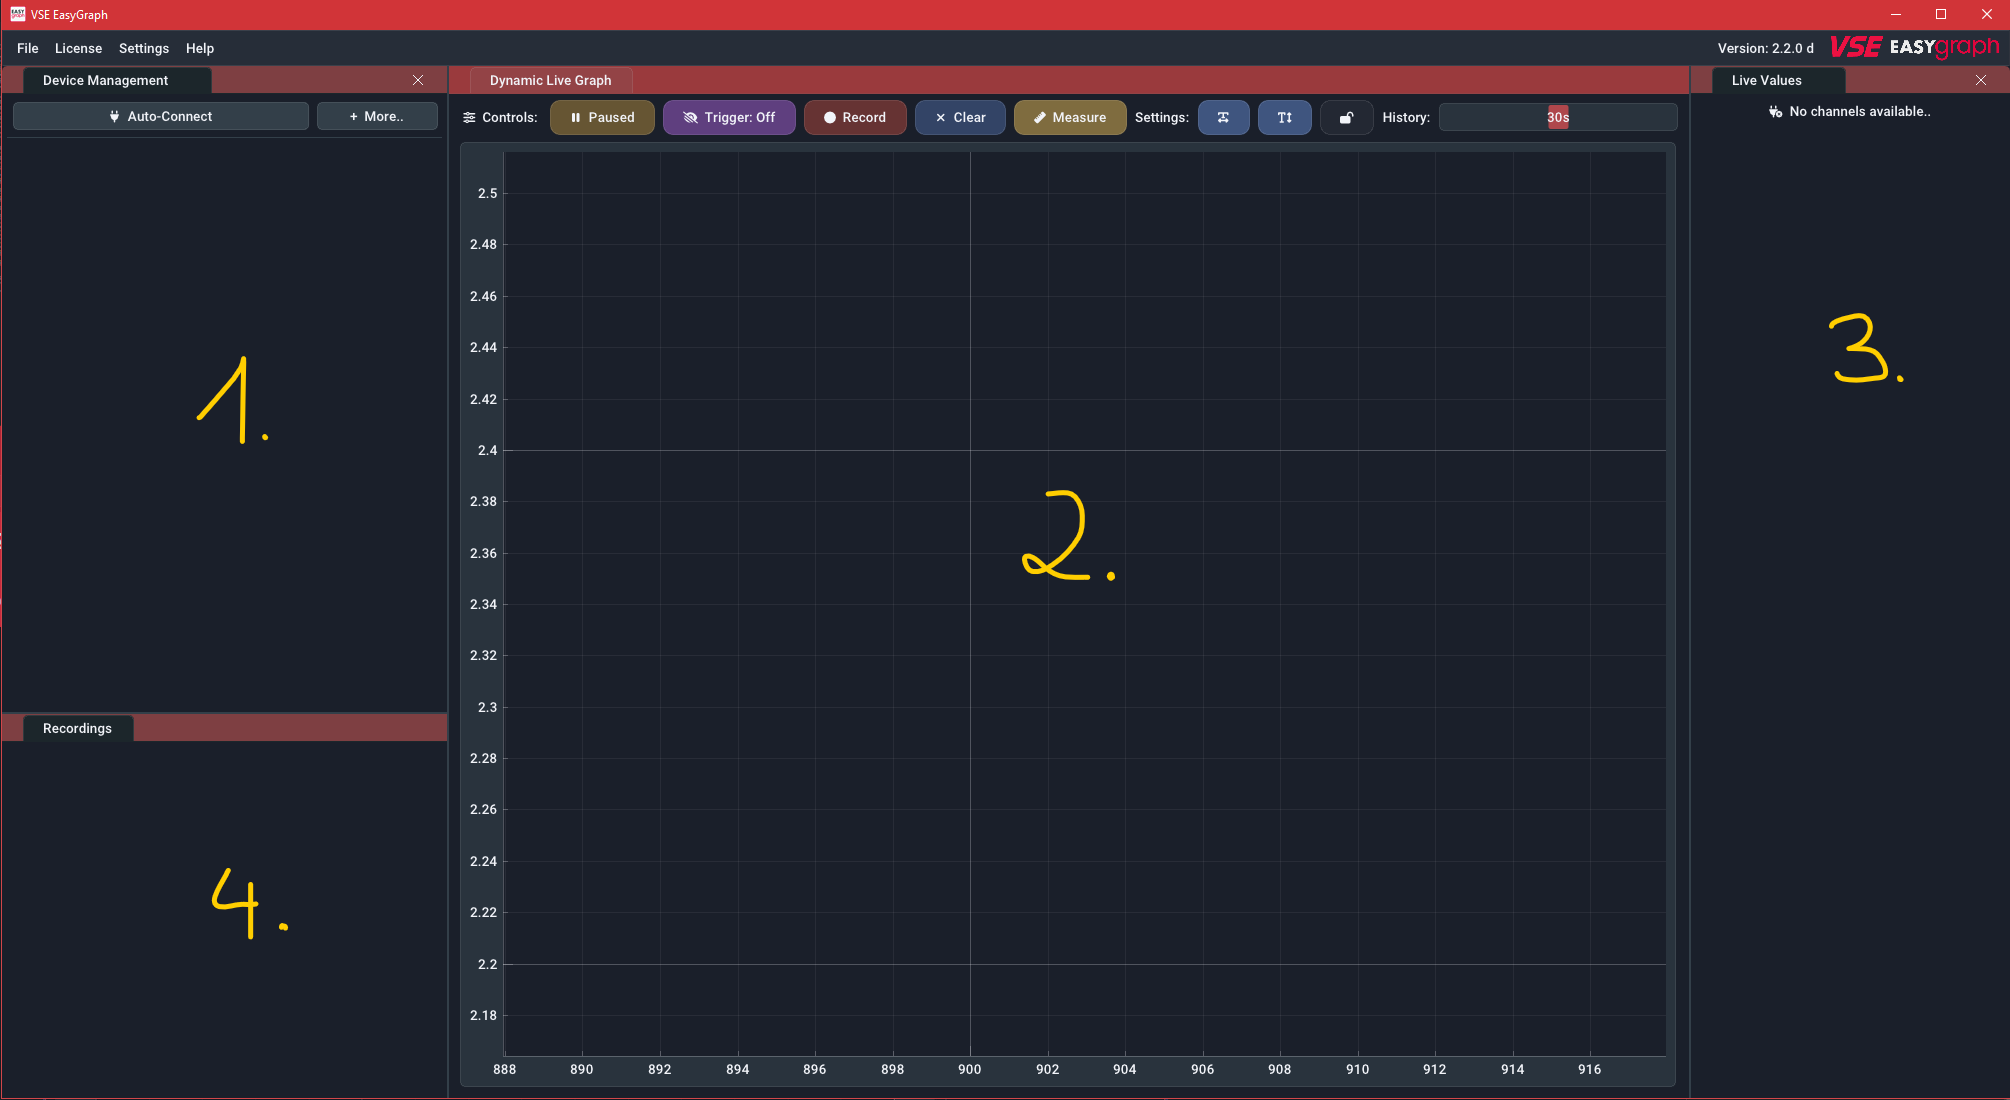 EASY graph VSE EasyGraph
File License Settings Help
Version: 2.2.0 d VSE EASYgraph
Device Management
Auto-Connect + More..
1.
Recordings
4.
Dynamic Live Graph
Controls: Paused Trigger: Off Record Clear Measure Settings: History: 30s
2.5
2.48
2.46
2.44
2.42
2.4
2.38
2.36
2.34
2.32
2.3
2.28
2.26
2.24
2.22
2.2
2.18
888 890 892 894 896 898 900 902 904 906 908 910 912 914 916
2.
Live Values
No channels available..
3.